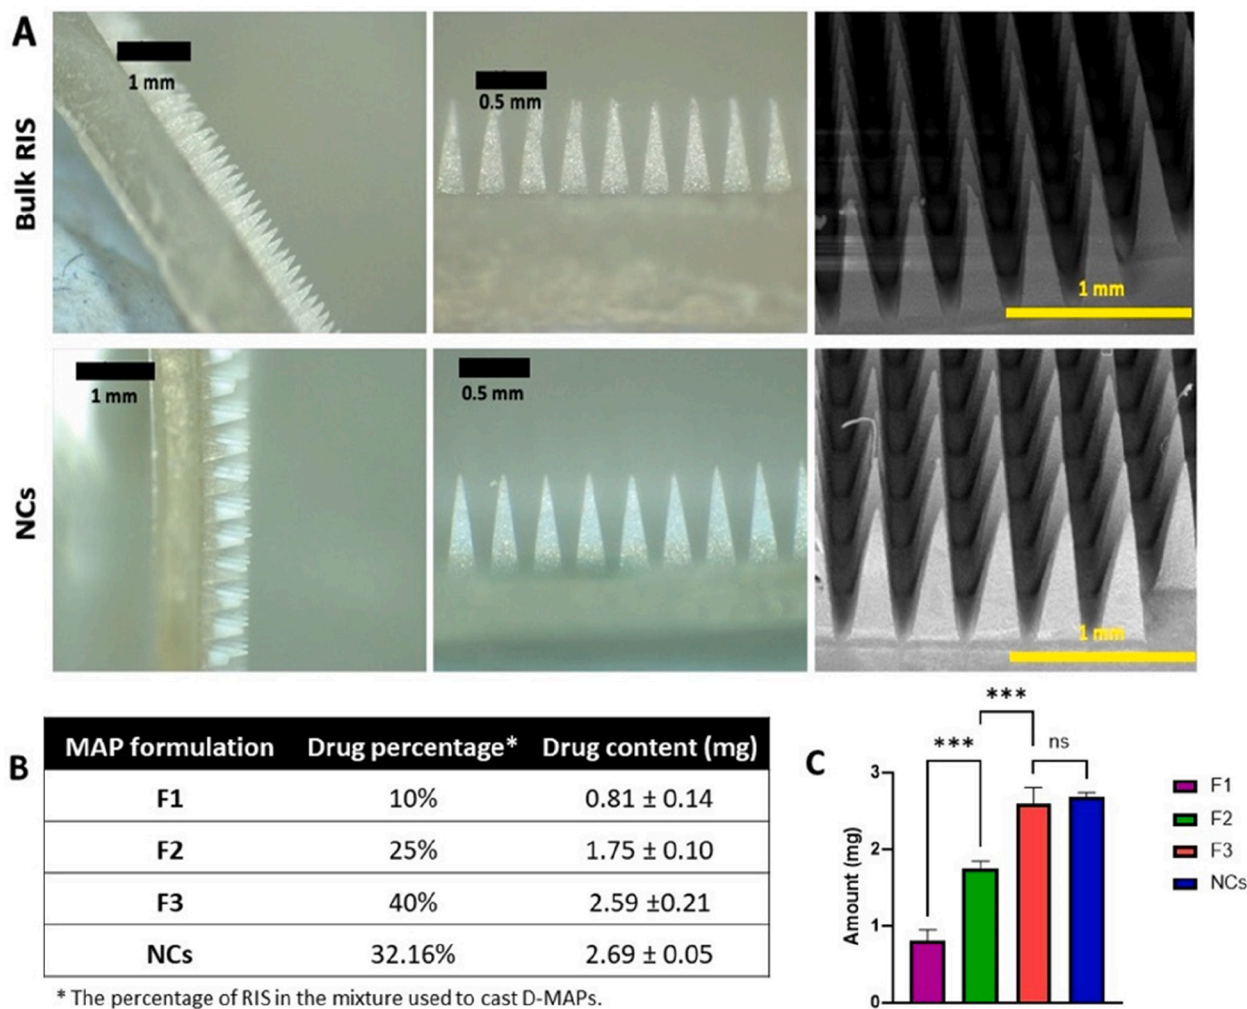 A
Bulk RIS
1 mm
0.5 mm
1 mm
NCs
1 mm
0.5 mm
1 mm
B
MAP formulation Drug percentage* Drug content (mg)
F1 10% 0.81 ± 0.14
F2 25% 1.75 ± 0.10
F3 40% 2.59 ±0.21
NCs 32.16% 2.69 ± 0.05
* The percentage of RIS in the mixture used to cast D-MAPs.
C
***
***
ns
Amount (mg)
3
2
1
0
F1
F2
F3
NCs